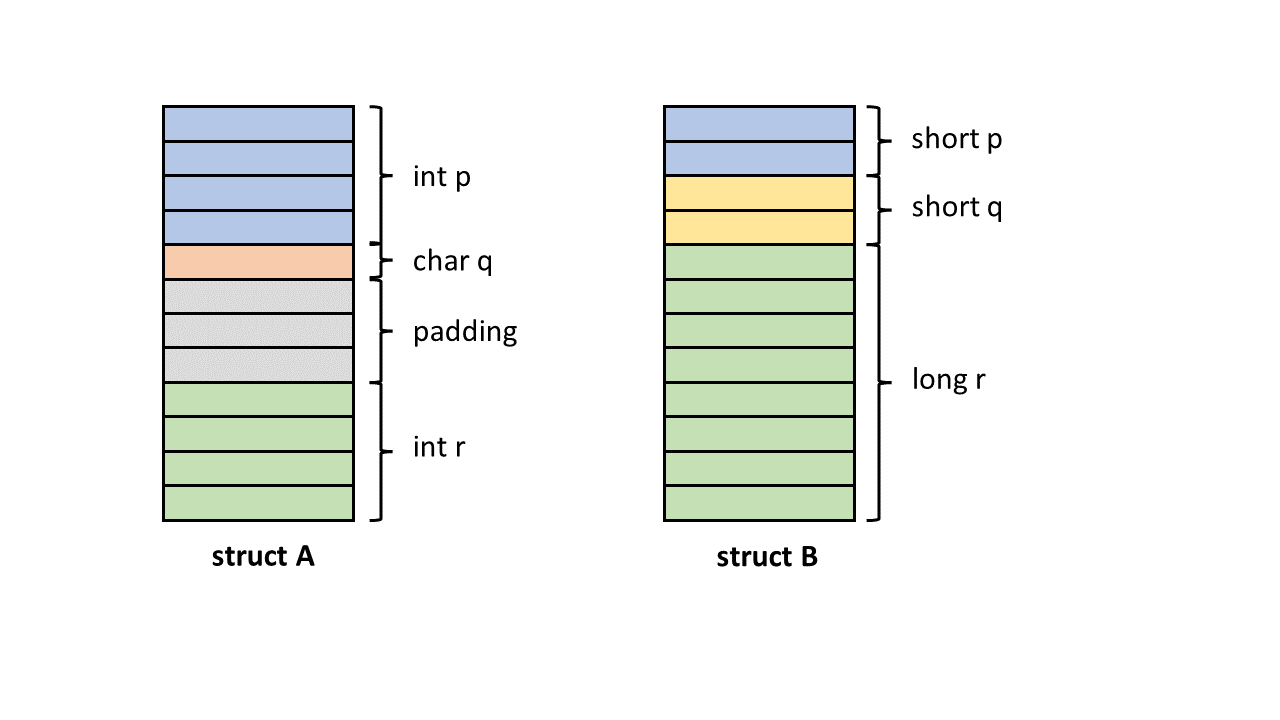 int p
char q
padding
int r
struct A
short p
short q
long r
struct B